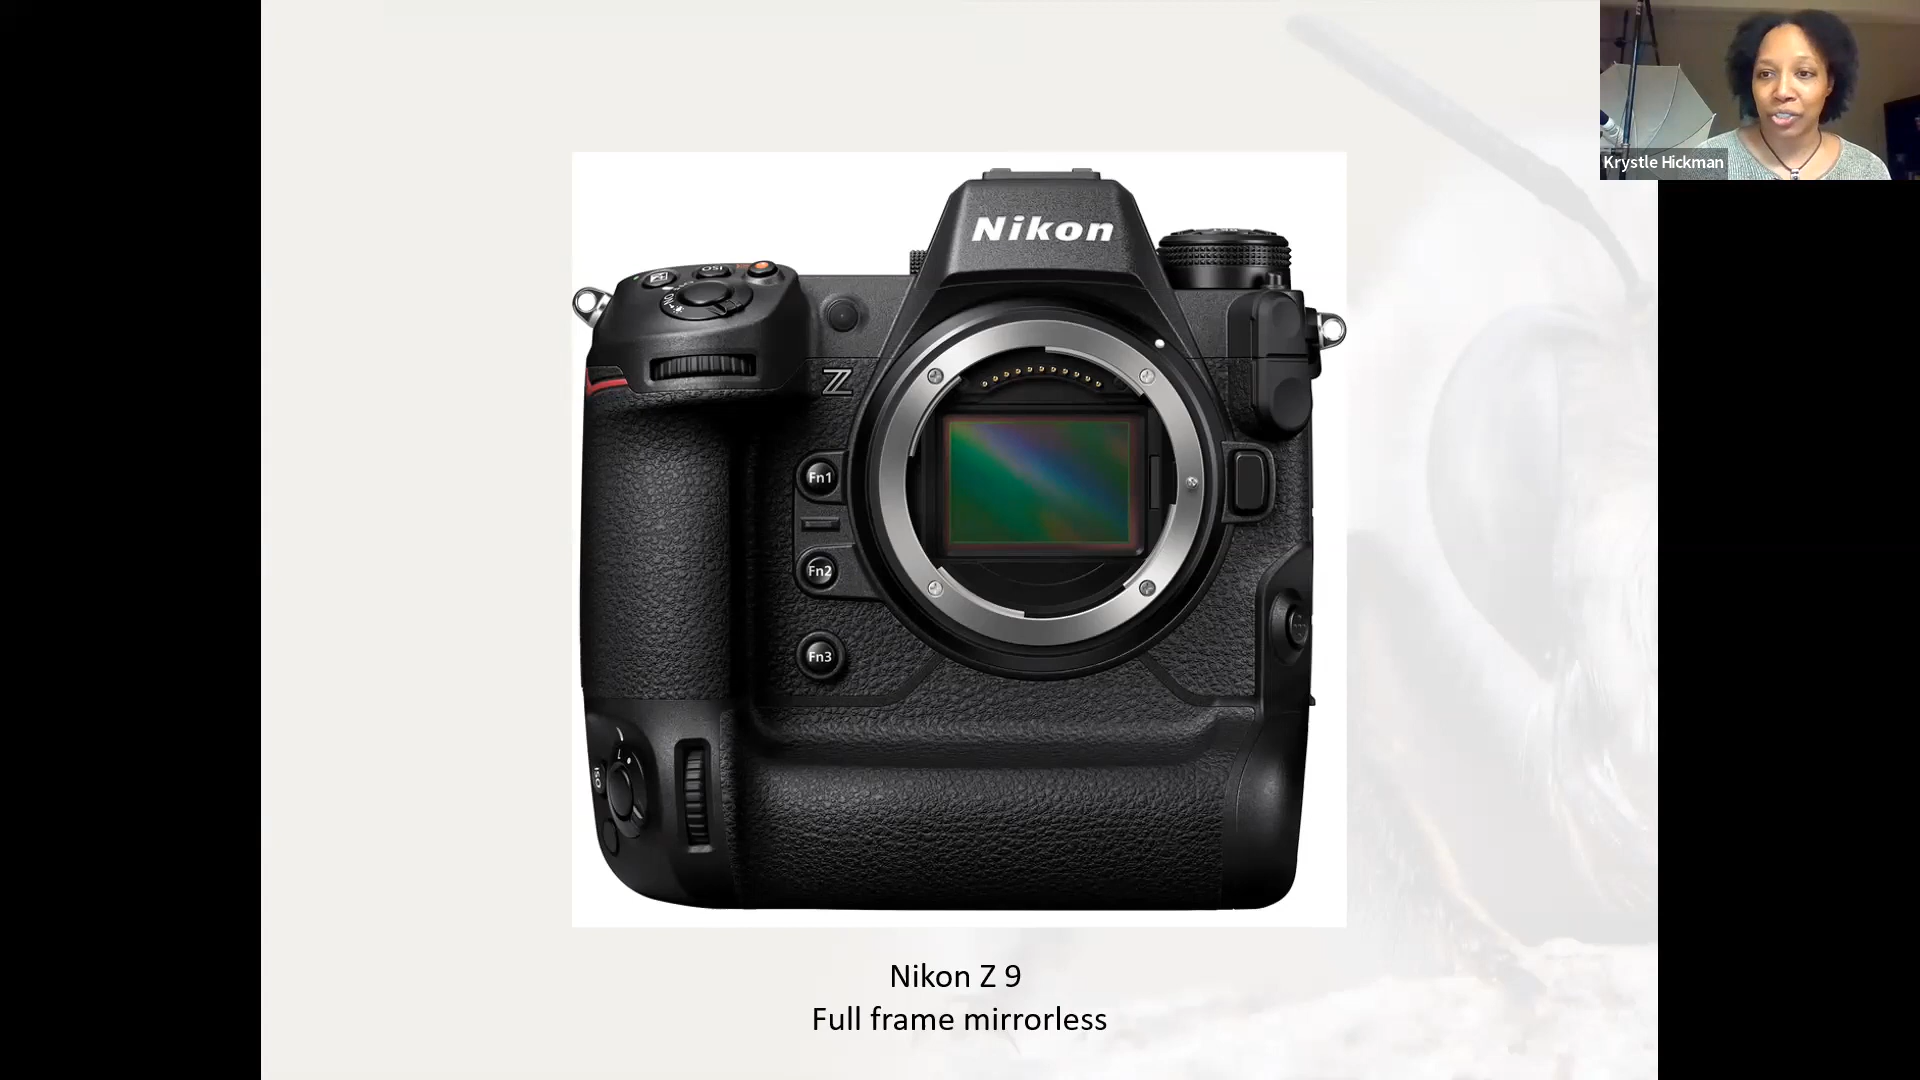 Krystle Hickman
Nikon
ISO
Z
Fn1
Fn2
Fn3
ISO
Nikon Z 9
Full frame mirrorless